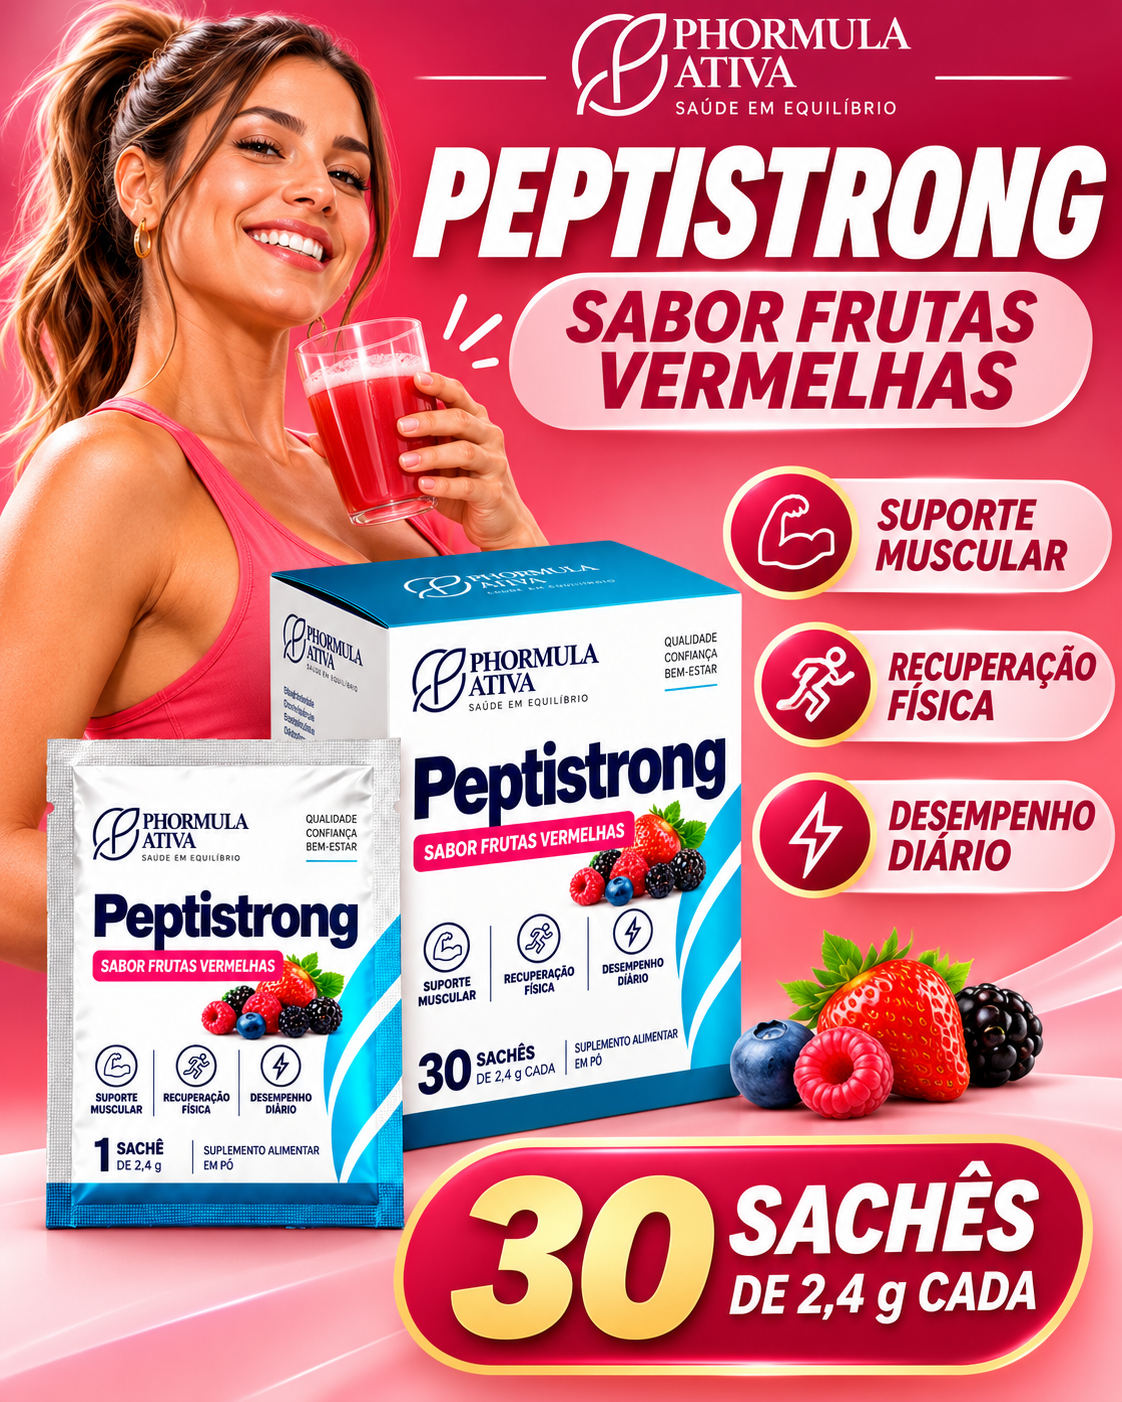 PHORMULA
ATIVA
SAÚDE EM EQUILÍBRIO
PEPTISTRONG
SABOR FRUTAS
VERMELHAS
SUPORTE
MUSCULAR
RECUPERAÇÃO
FÍSICA
DESEMPENHO
DIÁRIO
PHORMULA
ATIVA
SAÚDE EM EQUILÍBRIO
PHORMULA
ATIVA
SAÚDE EM EQUILÍBRIO
PHORMULA
ATIVA
SAÚDE EM EQUILÍBRIO
QUALIDADE
CONFIANÇA
BEM-ESTAR
Peptistrong
SABOR FRUTAS VERMELHAS
SUPORTE
MUSCULAR
RECUPERAÇÃO
FÍSICA
DESEMPENHO
DIÁRIO
30 SACHÊS
DE 2,4 g CADA
SUPLEMENTO ALIMENTAR
EM PÓ
PHORMULA
ATIVA
SAÚDE EM EQUILÍBRIO
QUALIDADE
CONFIANÇA
BEM-ESTAR
Peptistrong
SABOR FRUTAS VERMELHAS
SUPORTE
MUSCULAR
RECUPERAÇÃO
FÍSICA
DESEMPENHO
DIÁRIO
1 SACHÊ
DE 2,4 g
SUPLEMENTO ALIMENTAR
EM PÓ
30 SACHÊS
DE 2,4 g CADA